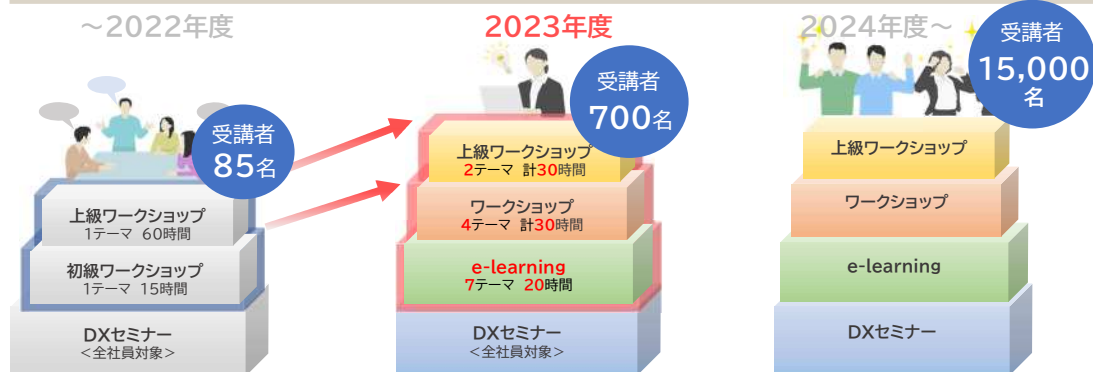 ～2022年度
受講者
85名
上級ワークショップ
1テーマ 60時間
初級ワークショップ
1テーマ 15時間
DXセミナー
＜全社員対象＞
2023年度
受講者
700名
上級ワークショップ
2テーマ 計30時間
ワークショップ
4テーマ 計30時間
e-learning
7テーマ 20時間
DXセミナー
＜全社員対象＞
2024年度～
受講者
15,000
名
上級ワークショップ
ワークショップ
e-learning
DXセミナー